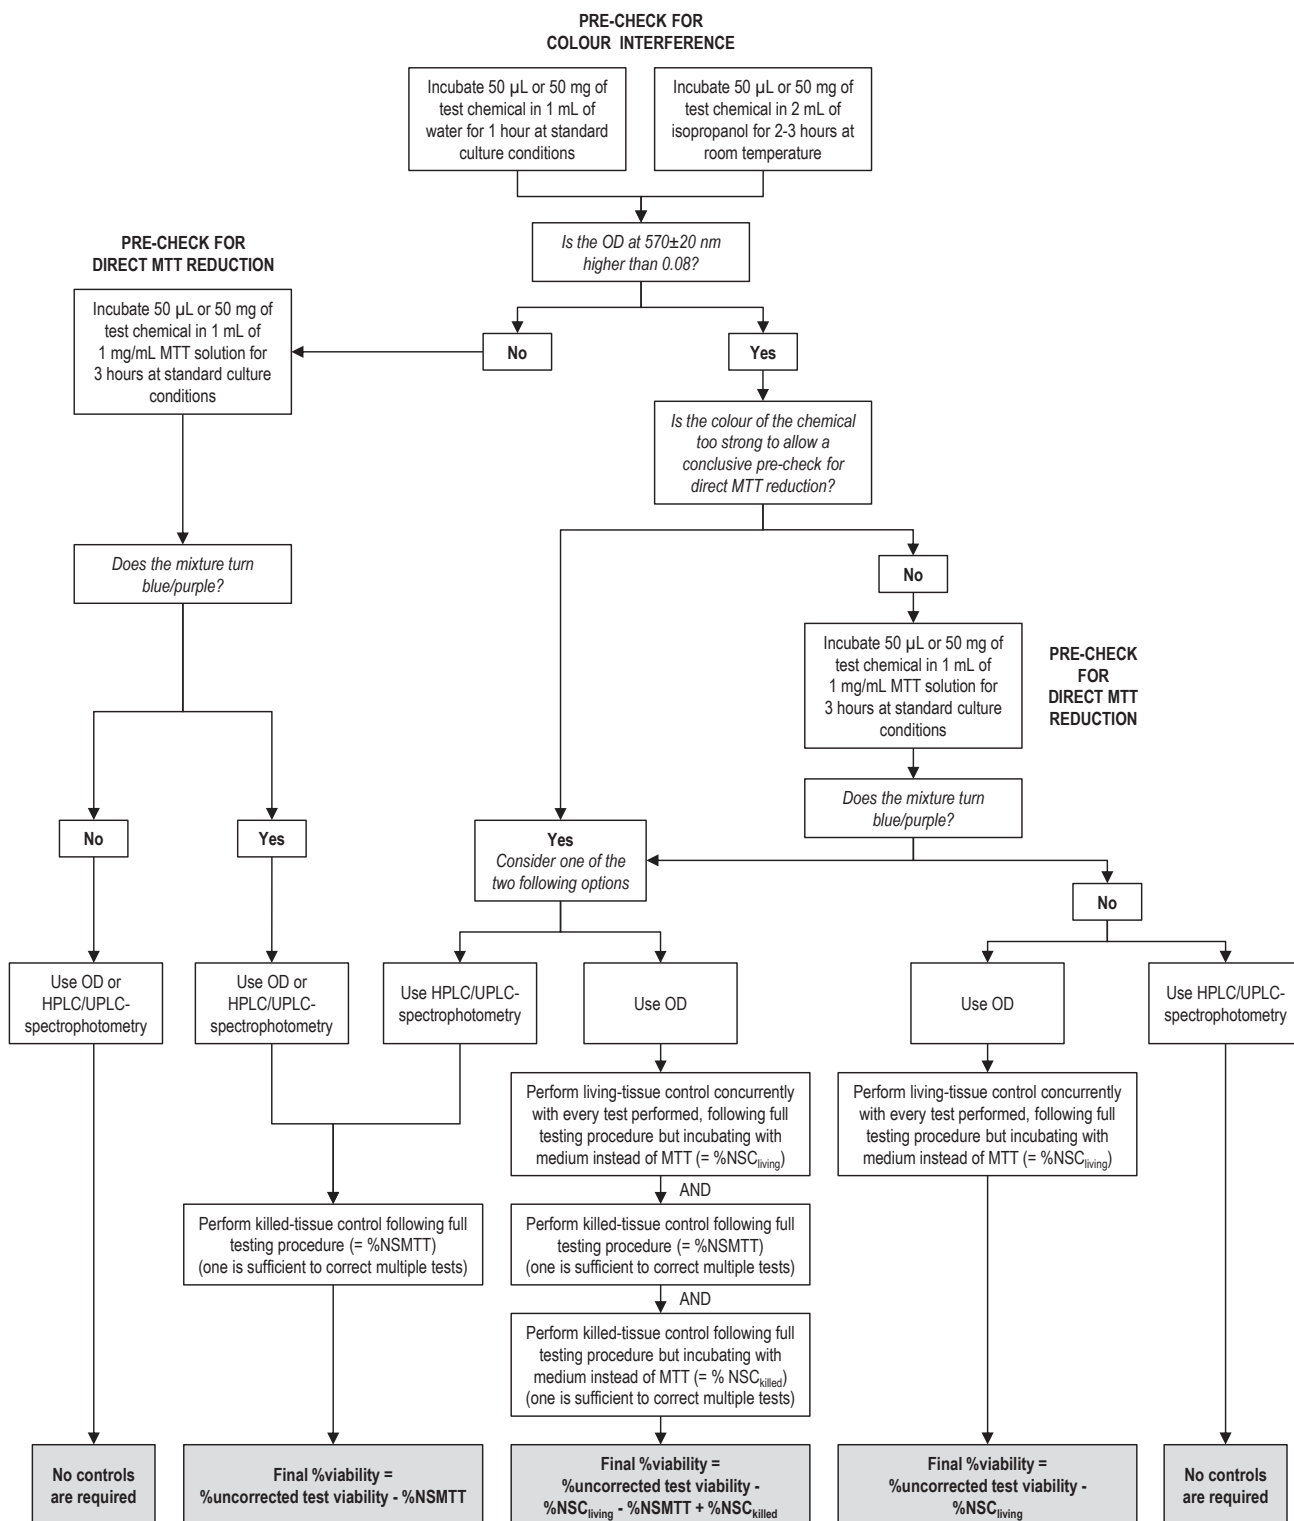 PRE-CHECK FOR
COLOUR INTERFERENCE
Incubate 50 µL or 50 mg of
test chemical in 1 mL of
water for 1 hour at standard
culture conditions
Incubate 50 µL or 50 mg of
test chemical in 2 mL of
isopropanol for 2-3 hours at
room temperature
Is the OD at 570±20 nm
higher than 0.08?
PRE-CHECK FOR
DIRECT MTT REDUCTION
Incubate 50 µL or 50 mg of
test chemical in 1 mL of
1 mg/mL MTT solution for
3 hours at standard culture
conditions
No
Yes
Is the colour of the chemical
too strong to allow a
conclusive pre-check for
direct MTT reduction?
Does the mixture turn
blue/purple?
No
Incubate 50 µL or 50 mg of
test chemical in 1 mL of
1 mg/mL MTT solution for
3 hours at standard culture
conditions
PRE-CHECK
FOR
DIRECT MTT
REDUCTION
Does the mixture turn
blue/purple?
No
Yes
Yes
Consider one of the
two following options
No
Use OD or
HPLC/UPLC-
spectrophotometry
Use OD or
HPLC/UPLC-
spectrophotometry
Use HPLC/UPLC-
spectrophotometry
Use OD
Use OD
Use HPLC/UPLC-
spectrophotometry
Perform living-tissue control concurrently
with every test performed, following full
testing procedure but incubating with
medium instead of MTT (= %NSCliving)
Perform living-tissue control concurrently
with every test performed, following full
testing procedure but incubating with
medium instead of MTT (= %NSCliving)
AND
Perform killed-tissue control following full
testing procedure (= %NSMTT)
(one is sufficient to correct multiple tests)
Perform killed-tissue control following full
testing procedure (= %NSMTT)
(one is sufficient to correct multiple tests)
AND
Perform killed-tissue control following full
testing procedure but incubating with
medium instead of MTT (= % NSCkilled)
(one is sufficient to correct multiple tests)
No controls
are required
Final %viability =
%uncorrected test viability - %NSMTT
Final %viability =
%uncorrected test viability -
%NSCliving - %NSMTT + %NSCkilled
Final %viability =
%uncorrected test viability -
%NSCliving
No controls
are required